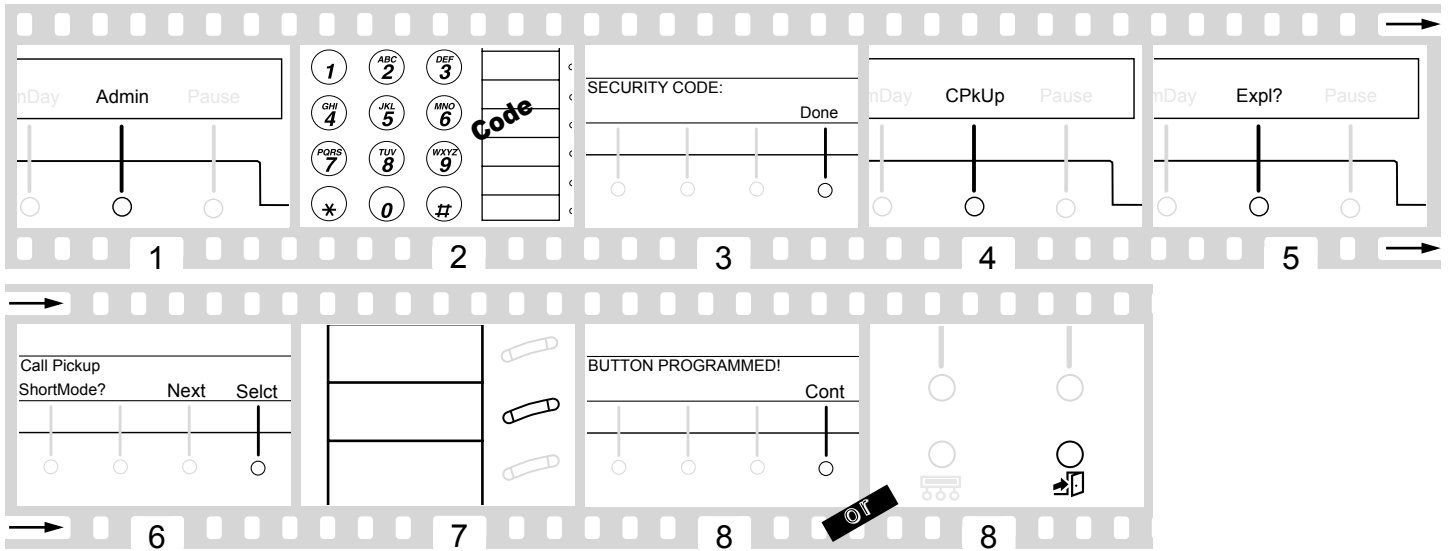 mDay Admin Pause
1
1 ABC 2 DEF 3
GHI 4 JKL 5 MNO 6
PQRS 7 TUV 8 WXYZ 9
* 0 #
Code
2
SECURITY CODE:
Done
3
mDay CPkUp Pause
4
mDay Expl? Pause
5
Call Pickup
ShortMode? Next Selct
6
7
BUTTON PROGRAMMED!
Cont
8
or
8